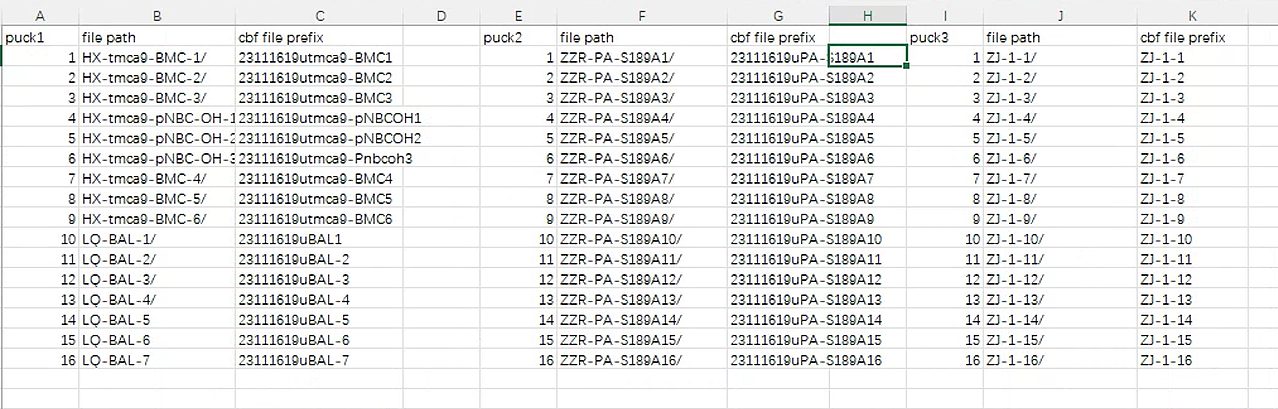 A B C D E F G H I J K
puck1 file path cbf file prefix puck2 file path cbf file prefix puck3 file path cbf file prefix
1 HX-tmca9-BMC-1/ 23111619utmca9-BMC1 1 ZZR-PA-S189A1/ 23111619uPA-S189A1 1 ZJ-1-1/ ZJ-1-1
2 HX-tmca9-BMC-2/ 23111619utmca9-BMC2 2 ZZR-PA-S189A2/ 23111619uPA-S189A2 2 ZJ-1-2/ ZJ-1-2
3 HX-tmca9-BMC-3/ 23111619utmca9-BMC3 3 ZZR-PA-S189A3/ 23111619uPA-S189A3 3 ZJ-1-3/ ZJ-1-3
4 HX-tmca9-pNBC-OH-1 23111619utmca9-pNBCOH1 4 ZZR-PA-S189A4/ 23111619uPA-S189A4 4 ZJ-1-4/ ZJ-1-4
5 HX-tmca9-pNBC-OH-2 23111619utmca9-pNBCOH2 5 ZZR-PA-S189A5/ 23111619uPA-S189A5 5 ZJ-1-5/ ZJ-1-5
6 HX-tmca9-pNBC-OH-3 23111619utmca9-Pnbcoh3 6 ZZR-PA-S189A6/ 23111619uPA-S189A6 6 ZJ-1-6/ ZJ-1-6
7 HX-tmca9-BMC-4/ 23111619utmca9-BMC4 7 ZZR-PA-S189A7/ 23111619uPA-S189A7 7 ZJ-1-7/ ZJ-1-7
8 HX-tmca9-BMC-5/ 23111619utmca9-BMC5 8 ZZR-PA-S189A8/ 23111619uPA-S189A8 8 ZJ-1-8/ ZJ-1-8
9 HX-tmca9-BMC-6/ 23111619utmca9-BMC6 9 ZZR-PA-S189A9/ 23111619uPA-S189A9 9 ZJ-1-9/ ZJ-1-9
10 LQ-BAL-1/ 23111619uBAL1 10 ZZR-PA-S189A10/ 23111619uPA-S189A10 10 ZJ-1-10/ ZJ-1-10
11 LQ-BAL-2/ 23111619uBAL-2 11 ZZR-PA-S189A11/ 23111619uPA-S189A11 11 ZJ-1-11/ ZJ-1-11
12 LQ-BAL-3/ 23111619uBAL-3 12 ZZR-PA-S189A12/ 23111619uPA-S189A12 12 ZJ-1-12/ ZJ-1-12
13 LQ-BAL-4/ 23111619uBAL-4 13 ZZR-PA-S189A13/ 23111619uPA-S189A13 13 ZJ-1-13/ ZJ-1-13
14 LQ-BAL-5 23111619uBAL-5 14 ZZR-PA-S189A14/ 23111619uPA-S189A14 14 ZJ-1-14/ ZJ-1-14
15 LQ-BAL-6 23111619uBAL-6 15 ZZR-PA-S189A15/ 23111619uPA-S189A15 15 ZJ-1-15/ ZJ-1-15
16 LQ-BAL-7 23111619uBAL-7 16 ZZR-PA-S189A16/ 23111619uPA-S189A16 16 ZJ-1-16/ ZJ-1-16